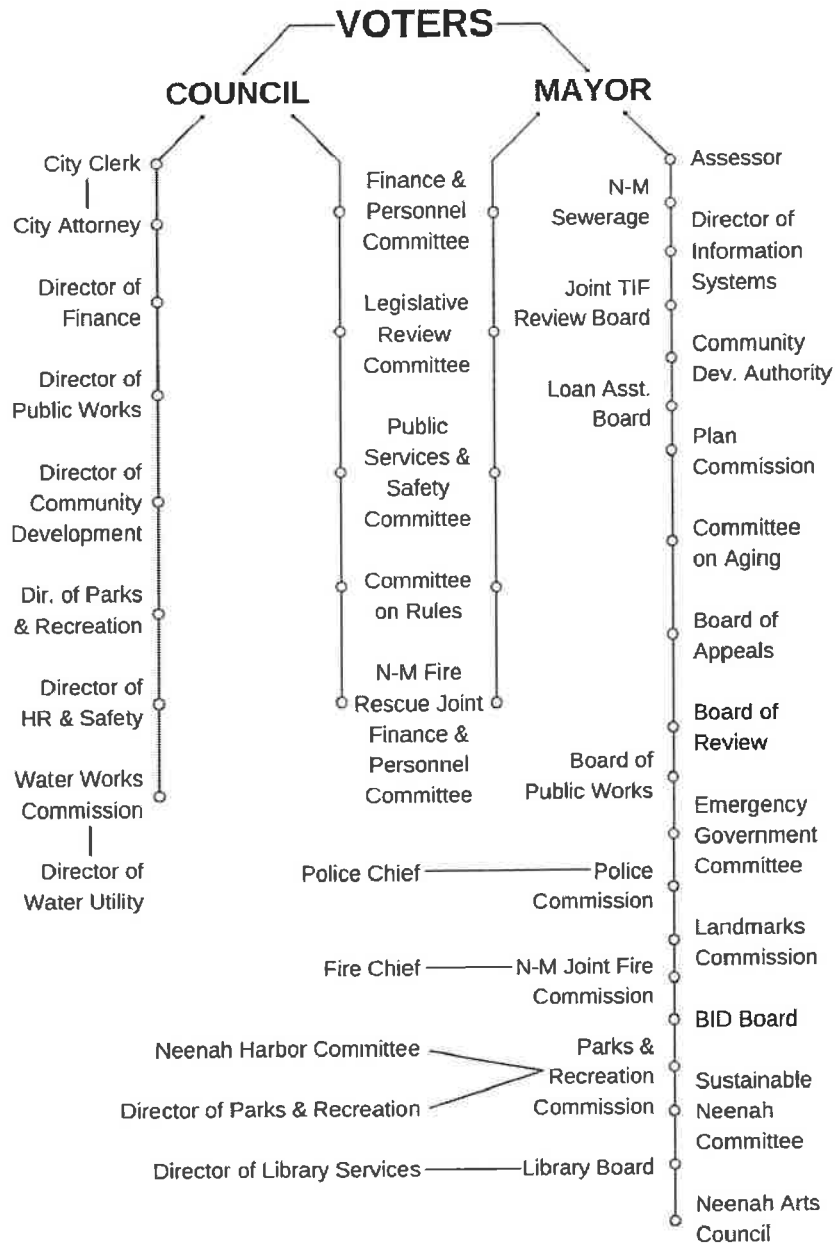 VOTERS
COUNCIL
MAYOR
City Clerk
City Attorney
Director of
Finance
Director of
Public Works
Director of
Community
Development
Dir. of Parks
& Recreation
Director of
HR & Safety
Water Works
Commission
Director of
Water Utility
Finance &
Personnel
Committee
Legislative
Review
Committee
Public
Services &
Safety
Committee
Committee
on Rules
N-M Fire
Rescue Joint
Finance &
Personnel
Committee
Assessor
N-M
Sewerage
Director of
Information
Systems
Joint TIF
Review Board
Community
Dev. Authority
Loan Asst.
Board
Plan
Commission
Committee
on Aging
Board of
Appeals
Board of
Review
Board of
Public Works
Emergency
Government
Committee
Police Chief
Police
Commission
Landmarks
Commission
Fire Chief
N-M Joint Fire
Commission
BID Board
Neenah Harbor Committee
Director of Parks & Recreation
Parks &
Recreation
Commission
Sustainable
Neenah
Committee
Director of Library Services
Library Board
Neenah Arts
Council